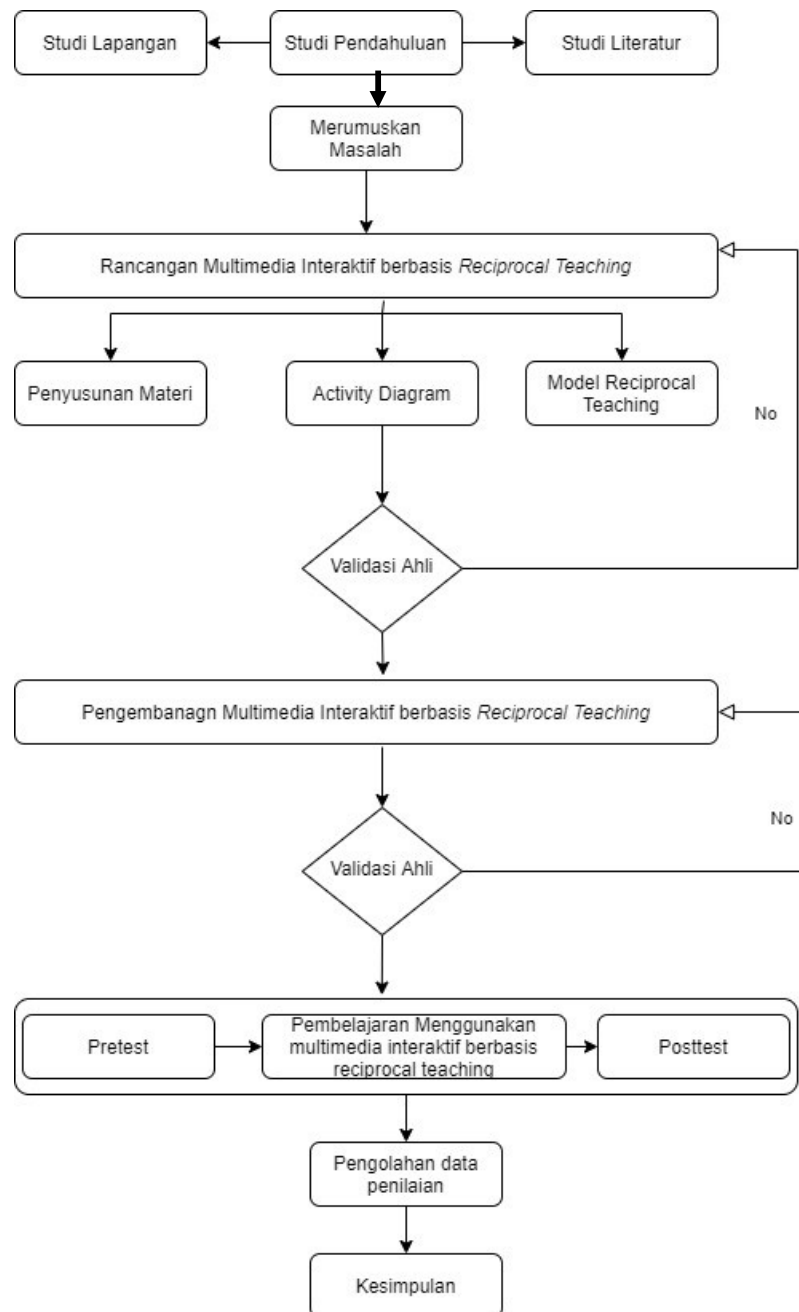 Studi Lapangan
Studi Pendahuluan
Studi Literatur
Merumuskan
Masalah
Rancangan Multimedia Interaktif berbasis Reciprocal Teaching
Penyusunan Materi
Activity Diagram
Model Reciprocal
Teaching
No
Validasi Ahli
Pengembanagn Multimedia Interaktif berbasis Reciprocal Teaching
No
Validasi Ahli
Pretest
Pembelajaran Menggunakan
multimedia interaktif berbasis
reciprocal teaching
Posttest
Pengolahan data
penilaian
Kesimpulan